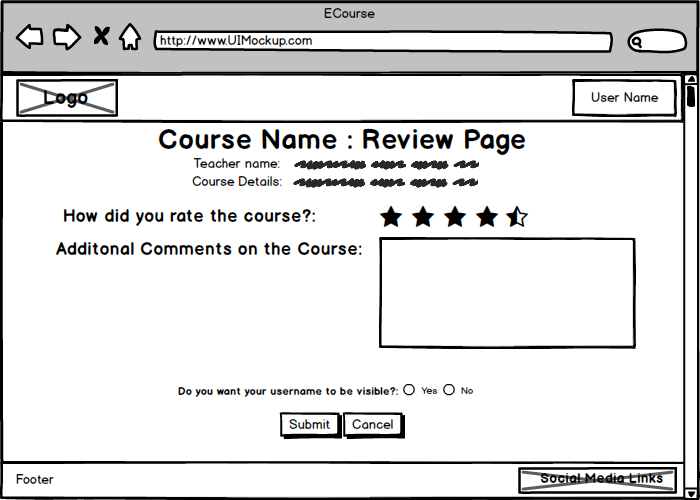 ECourse
http://www.UIMockup.com
Logo
User Name
Course Name : Review Page
Teacher name:
Course Details:
How did you rate the course?:
Additonal Comments on the Course:
Do you want your username to be visible?: Yes No
Submit Cancel
Footer
Social Media Links